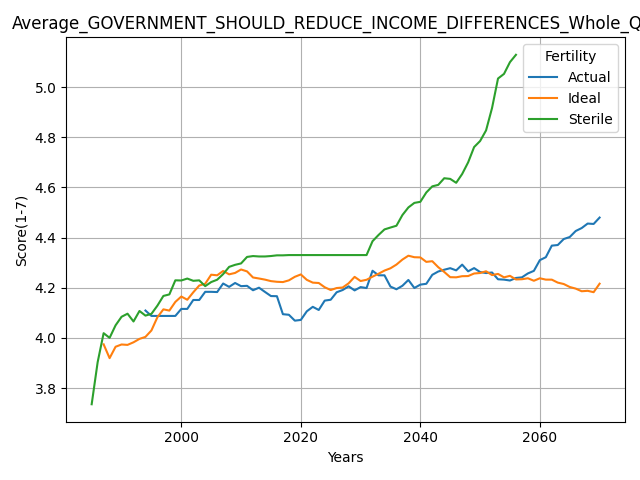 Average_GOVERNMENT_SHOULD_REDUCE_INCOME_DIFFERENCES_Whole_Q
Fertility
Actual
Ideal
Sterile
Score(1-7)
5.0
4.8
4.6
4.4
4.2
4.0
3.8
2000 2020 2040 2060
Years